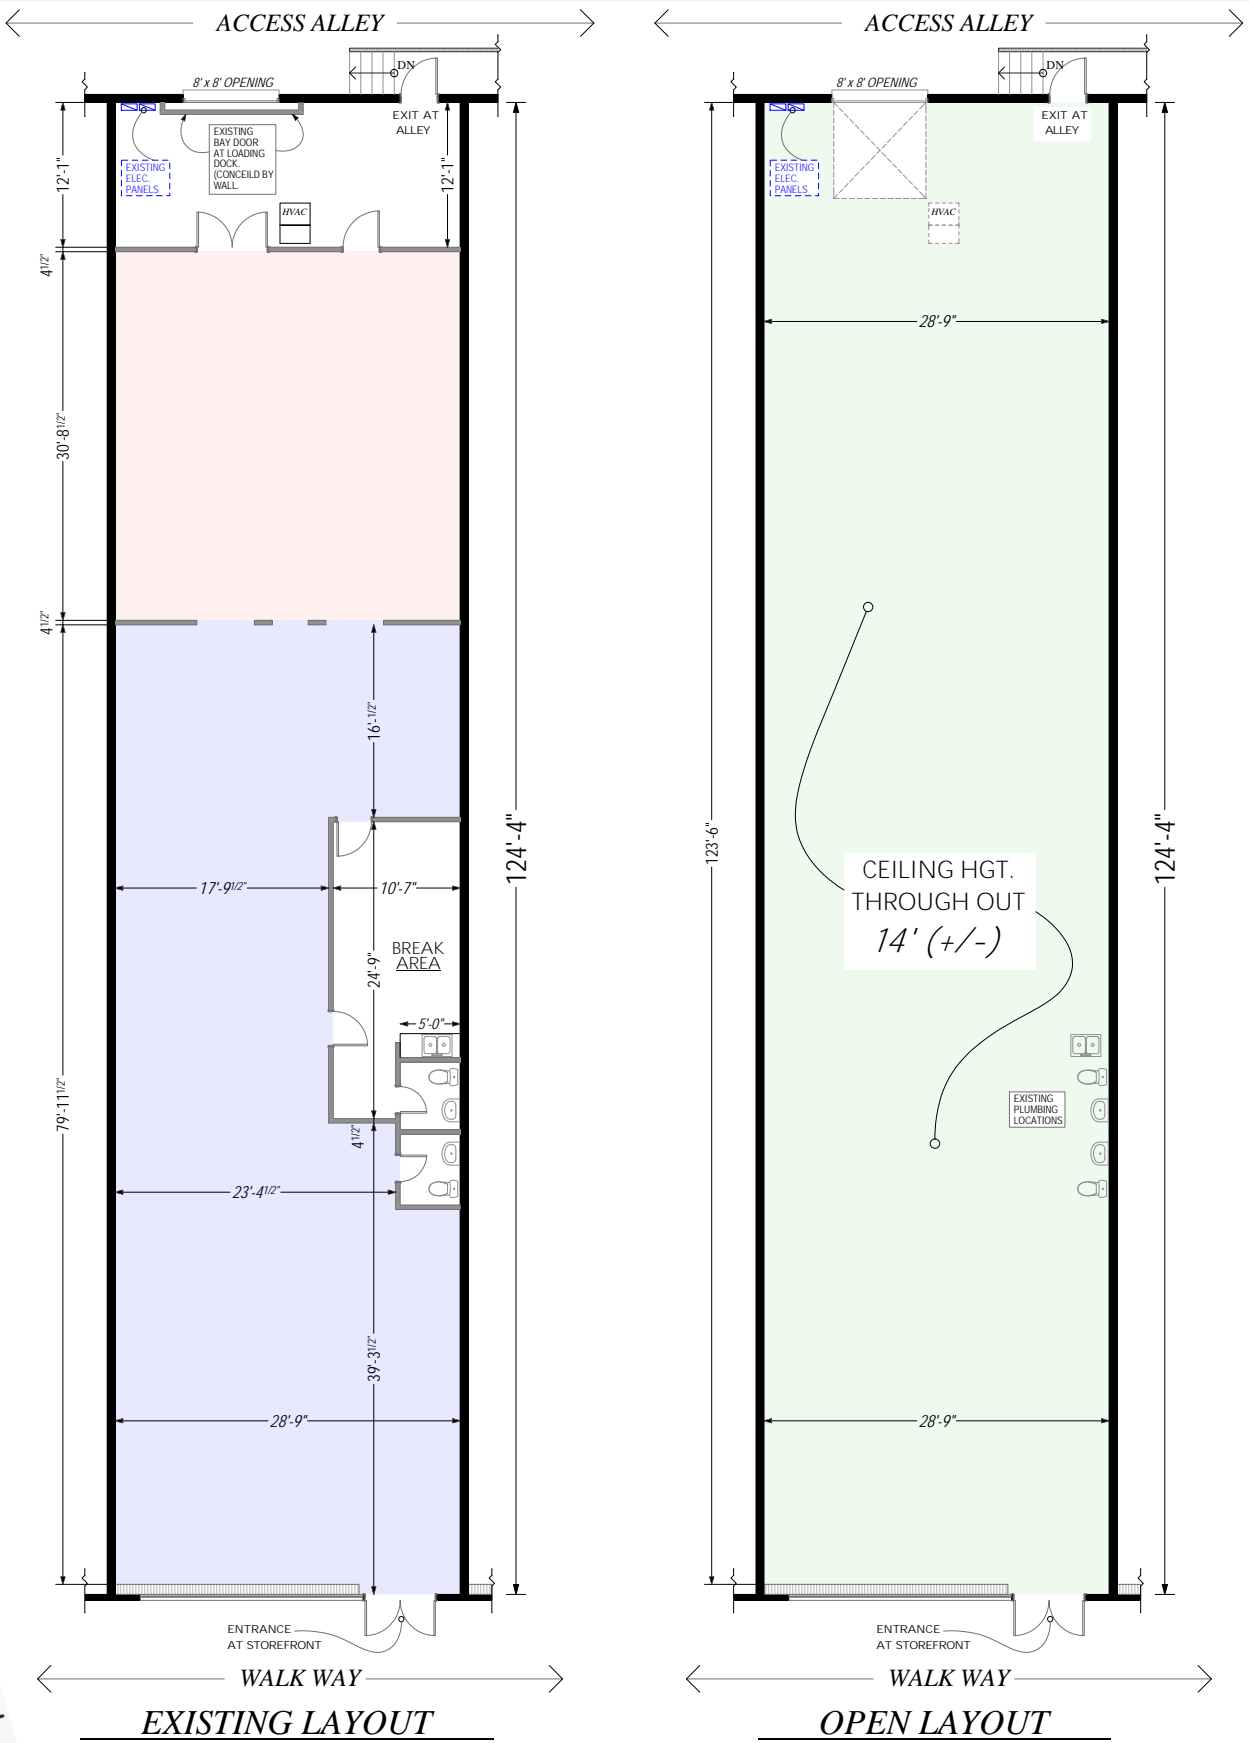 ACCESS ALLEY
DN
8' x 8' OPENING
EXIT AT
ALLEY
EXISTING
BAY DOOR
AT LOADING
DOCK.
(CONCEILD BY
WALL.
EXISTING
ELEC.
PANELS
12'-1"
12'-1"
HVAC
4 1/2"
30'-8 1/2"
4 1/2"
16'-1/2"
124'-4"
17'-9 1/2"
10'-7"
BREAK
AREA
24'-9"
5'-0"
79'-11 1/2"
4 1/2"
23'-4 1/2"
39'-3 1/2"
28'-9"
ENTRANCE
AT STOREFRONT
WALK WAY
EXISTING LAYOUT
ACCESS ALLEY
DN
8' x 8' OPENING
EXIT AT
ALLEY
EXISTING
ELEC.
PANELS
HVAC
28'-9"
123'-6"
124'-4"
CEILING HGT.
THROUGH OUT
14' (+/-)
EXISTING
PLUMBING
LOCATIONS
28'-9"
ENTRANCE
AT STOREFRONT
WALK WAY
OPEN LAYOUT